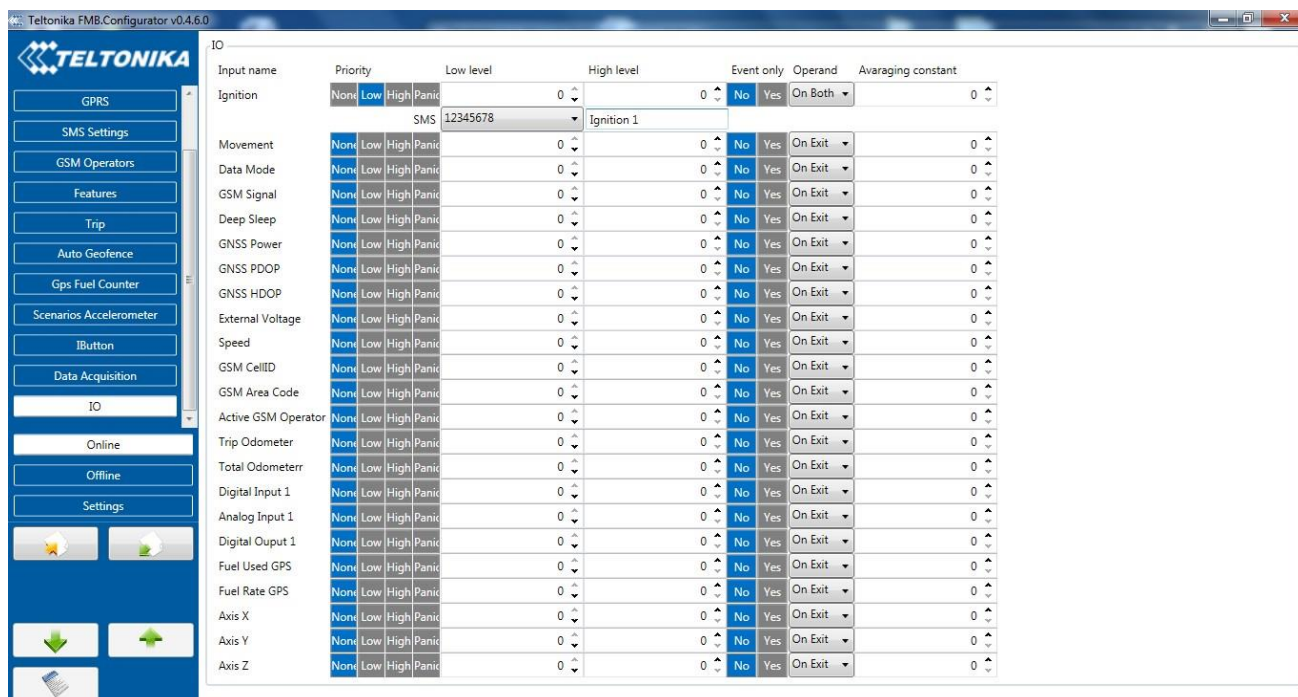 Teltonika FMB.Configurator v0.4.6.0
TELTONIKA
GPRS
SMS Settings
GSM Operators
Features
Trip
Auto Geofence
Gps Fuel Counter
Scenarios Accelerometer
IButton
Data Acquisition
IO
Online
Offline
Settings
IO
Input name Priority Low level High level Event only Operand Avaraging constant
Ignition None Low High Panic 0 0 No Yes On Both 0
SMS 12345678 Ignition 1
Movement None Low High Panic 0 0 No Yes On Exit 0
Data Mode None Low High Panic 0 0 No Yes On Exit 0
GSM Signal None Low High Panic 0 0 No Yes On Exit 0
Deep Sleep None Low High Panic 0 0 No Yes On Exit 0
GNSS Power None Low High Panic 0 0 No Yes On Exit 0
GNSS PDOP None Low High Panic 0 0 No Yes On Exit 0
GNSS HDOP None Low High Panic 0 0 No Yes On Exit 0
External Voltage None Low High Panic 0 0 No Yes On Exit 0
Speed None Low High Panic 0 0 No Yes On Exit 0
GSM CellID None Low High Panic 0 0 No Yes On Exit 0
GSM Area Code None Low High Panic 0 0 No Yes On Exit 0
Active GSM Operator None Low High Panic 0 0 No Yes On Exit 0
Trip Odometer None Low High Panic 0 0 No Yes On Exit 0
Total Odometerr None Low High Panic 0 0 No Yes On Exit 0
Digital Input 1 None Low High Panic 0 0 No Yes On Exit 0
Analog Input 1 None Low High Panic 0 0 No Yes On Exit 0
Digital Ouput 1 None Low High Panic 0 0 No Yes On Exit 0
Fuel Used GPS None Low High Panic 0 0 No Yes On Exit 0
Fuel Rate GPS None Low High Panic 0 0 No Yes On Exit 0
Axis X None Low High Panic 0 0 No Yes On Exit 0
Axis Y None Low High Panic 0 0 No Yes On Exit 0
Axis Z None Low High Panic 0 0 No Yes On Exit 0